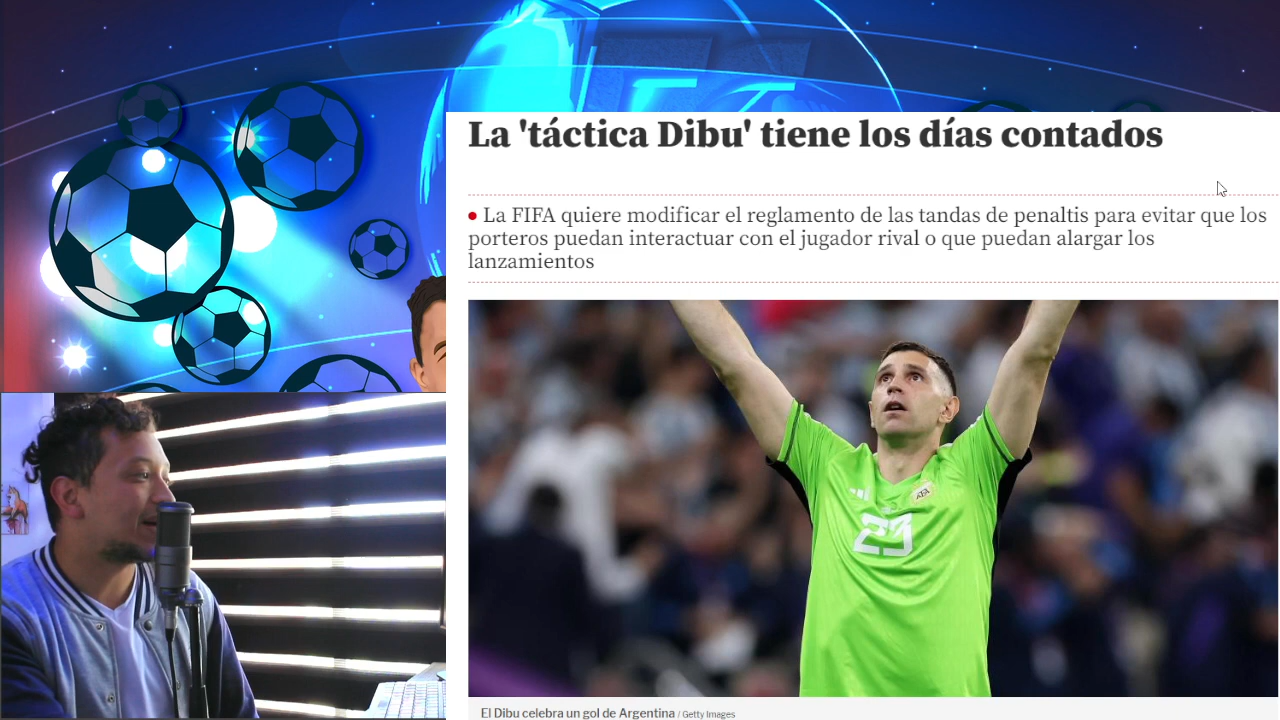 La 'táctica Dibu' tiene los días contados
La FIFA quiere modificar el reglamento de las tandas de penaltis para evitar que los
porteros puedan interactuar con el jugador rival o que puedan alargar los
lanzamientos
AFA
23
El Dibu celebra un gol de Argentina / Getty Images